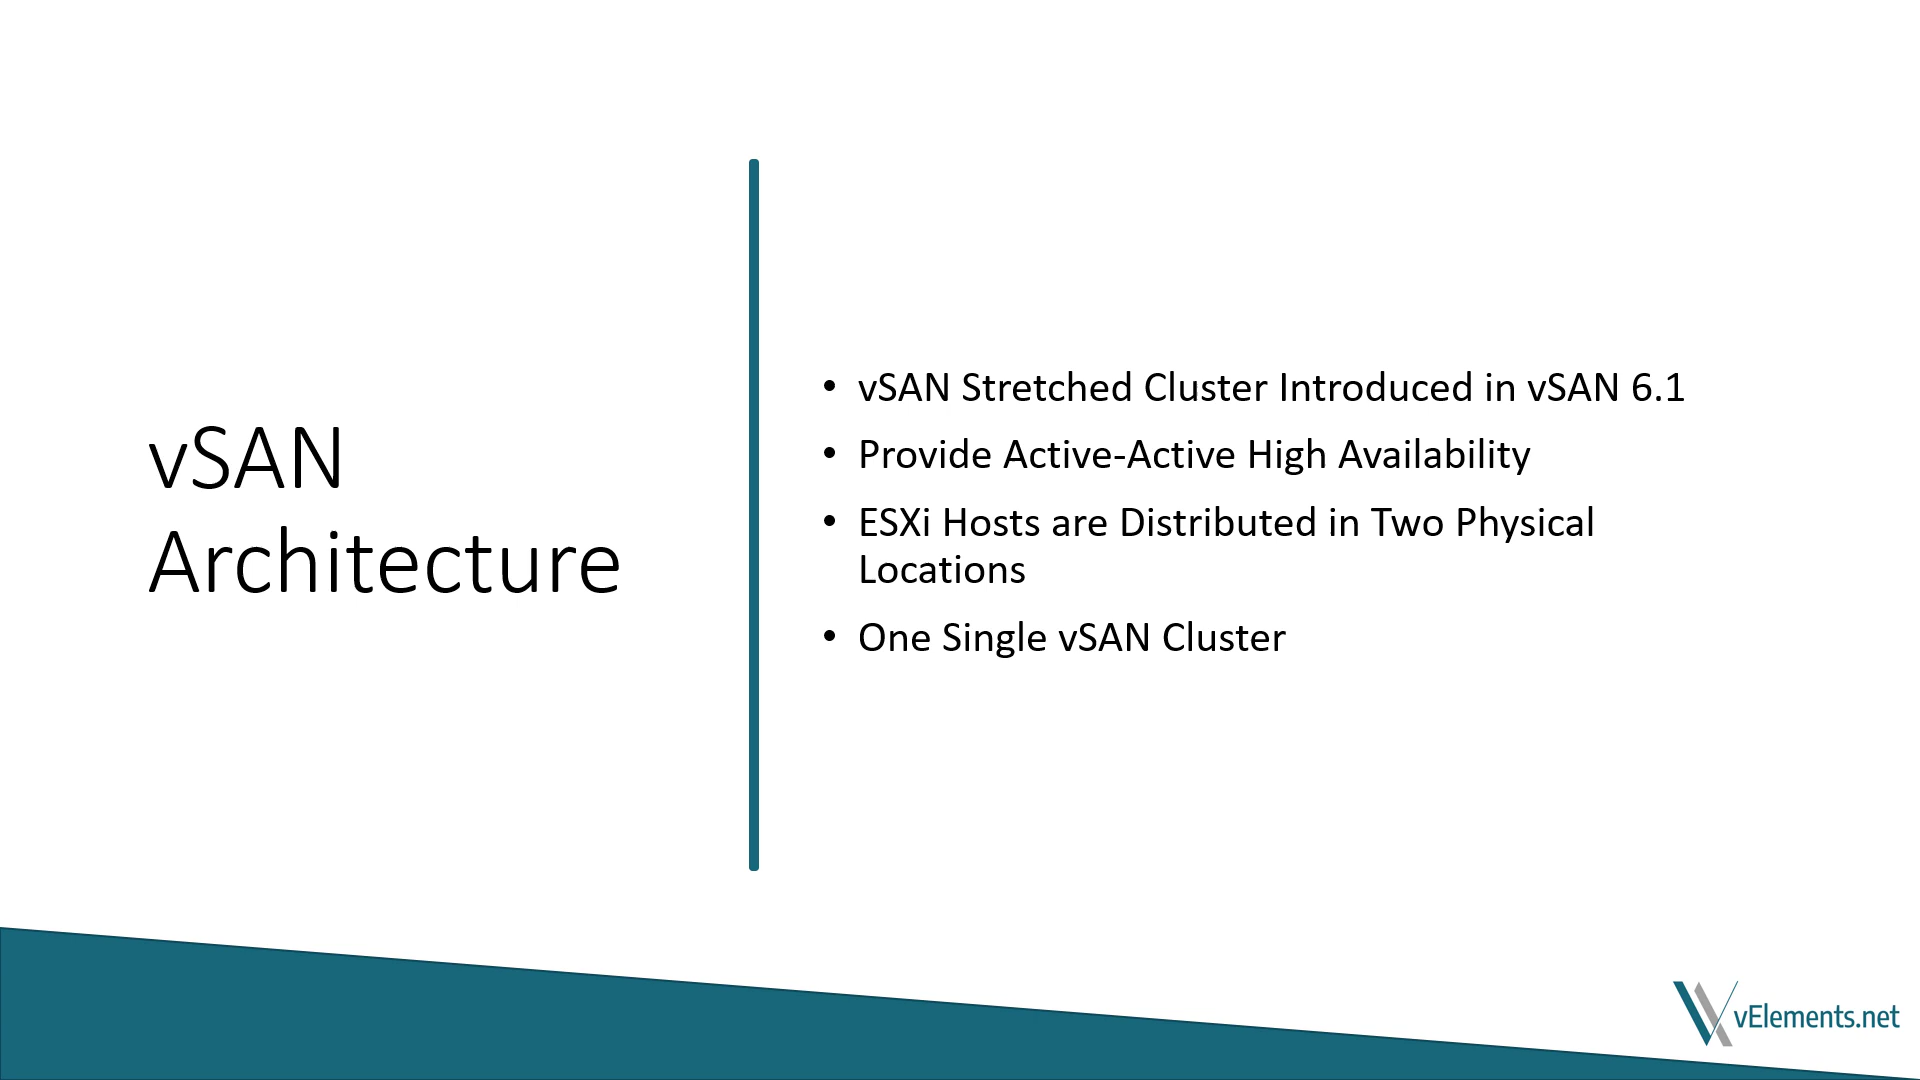 vSAN
Architecture
• vSAN Stretched Cluster Introduced in vSAN 6.1
• Provide Active-Active High Availability
• ESXi Hosts are Distributed in Two Physical
Locations
• One Single vSAN Cluster
vElements.net